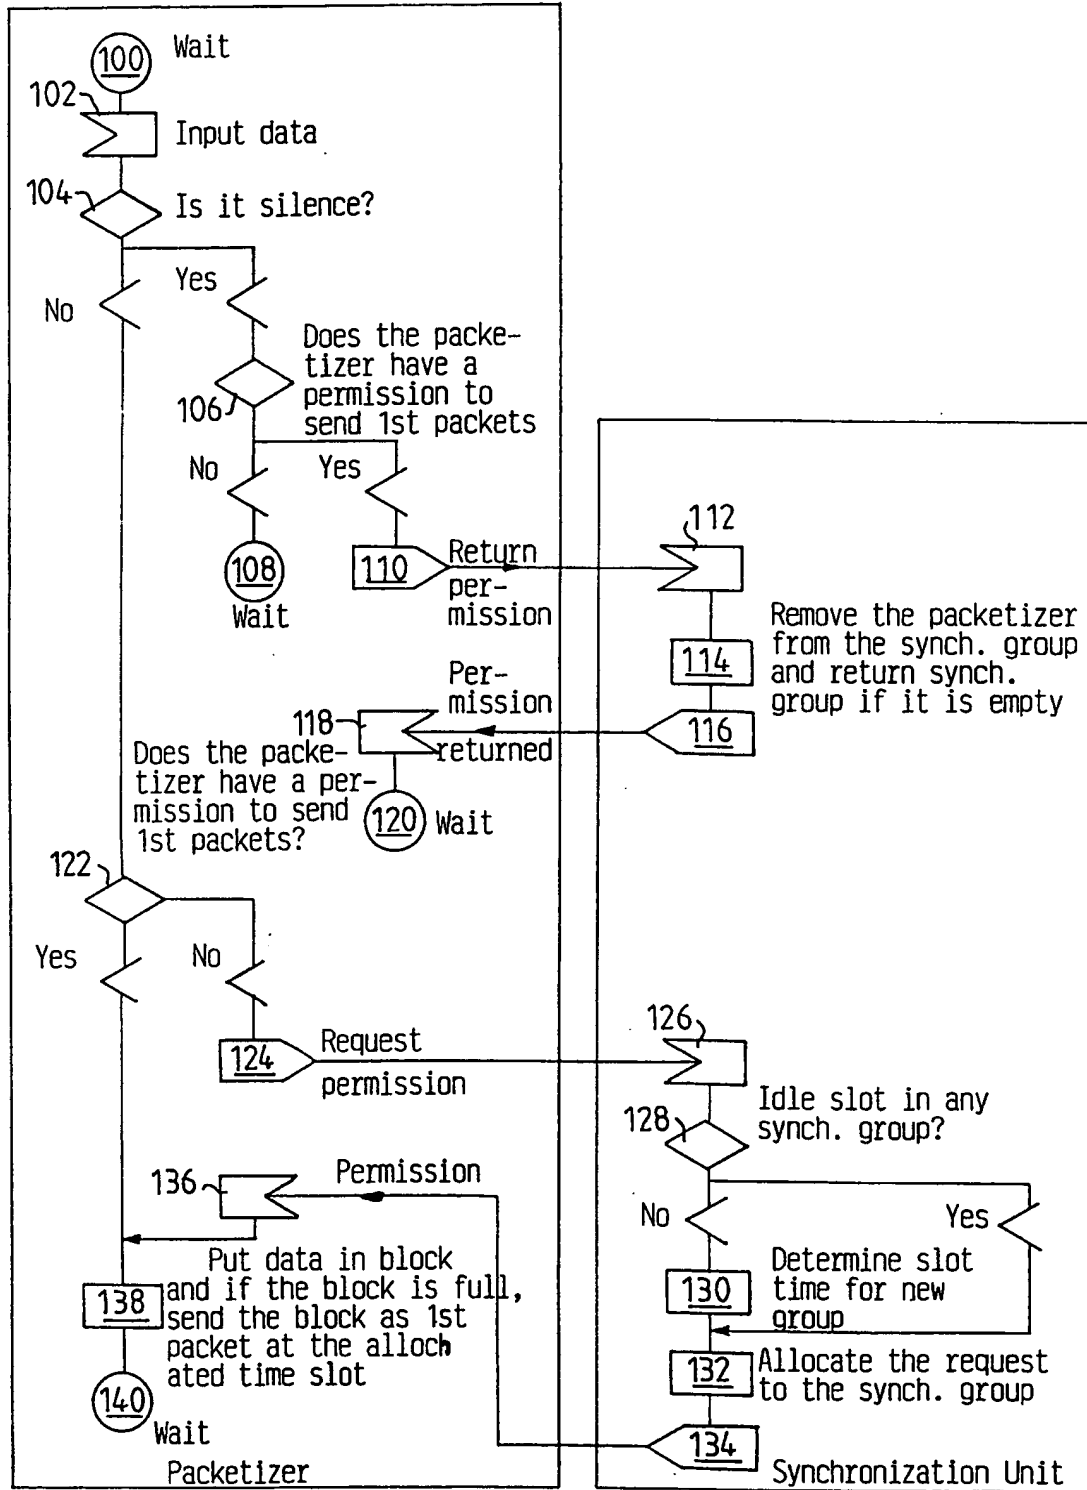 100
Wait
102
Input data
104
Is it silence?
No
Yes
Does the packe-
tizer have a
permission to
send 1st packets
106
No
Yes
108
Wait
110
Return
per-
mission
112
Remove the packetizer
from the synch. group
and return synch.
group if it is empty
114
116
Per-
mission
returned
118
Does the packe-
tizer have a per-
mission to send
1st packets?
120
Wait
122
Yes
No
124
Request
permission
126
Idle slot in any
synch. group?
128
No
Yes
Determine slot
time for new
group
130
132
Allocate the request
to the synch. group
134
136
Permission
Put data in block
and if the block is full,
send the block as 1st
packet at the alloch
ated time slot
138
140
Wait
Packetizer
Synchronization Unit